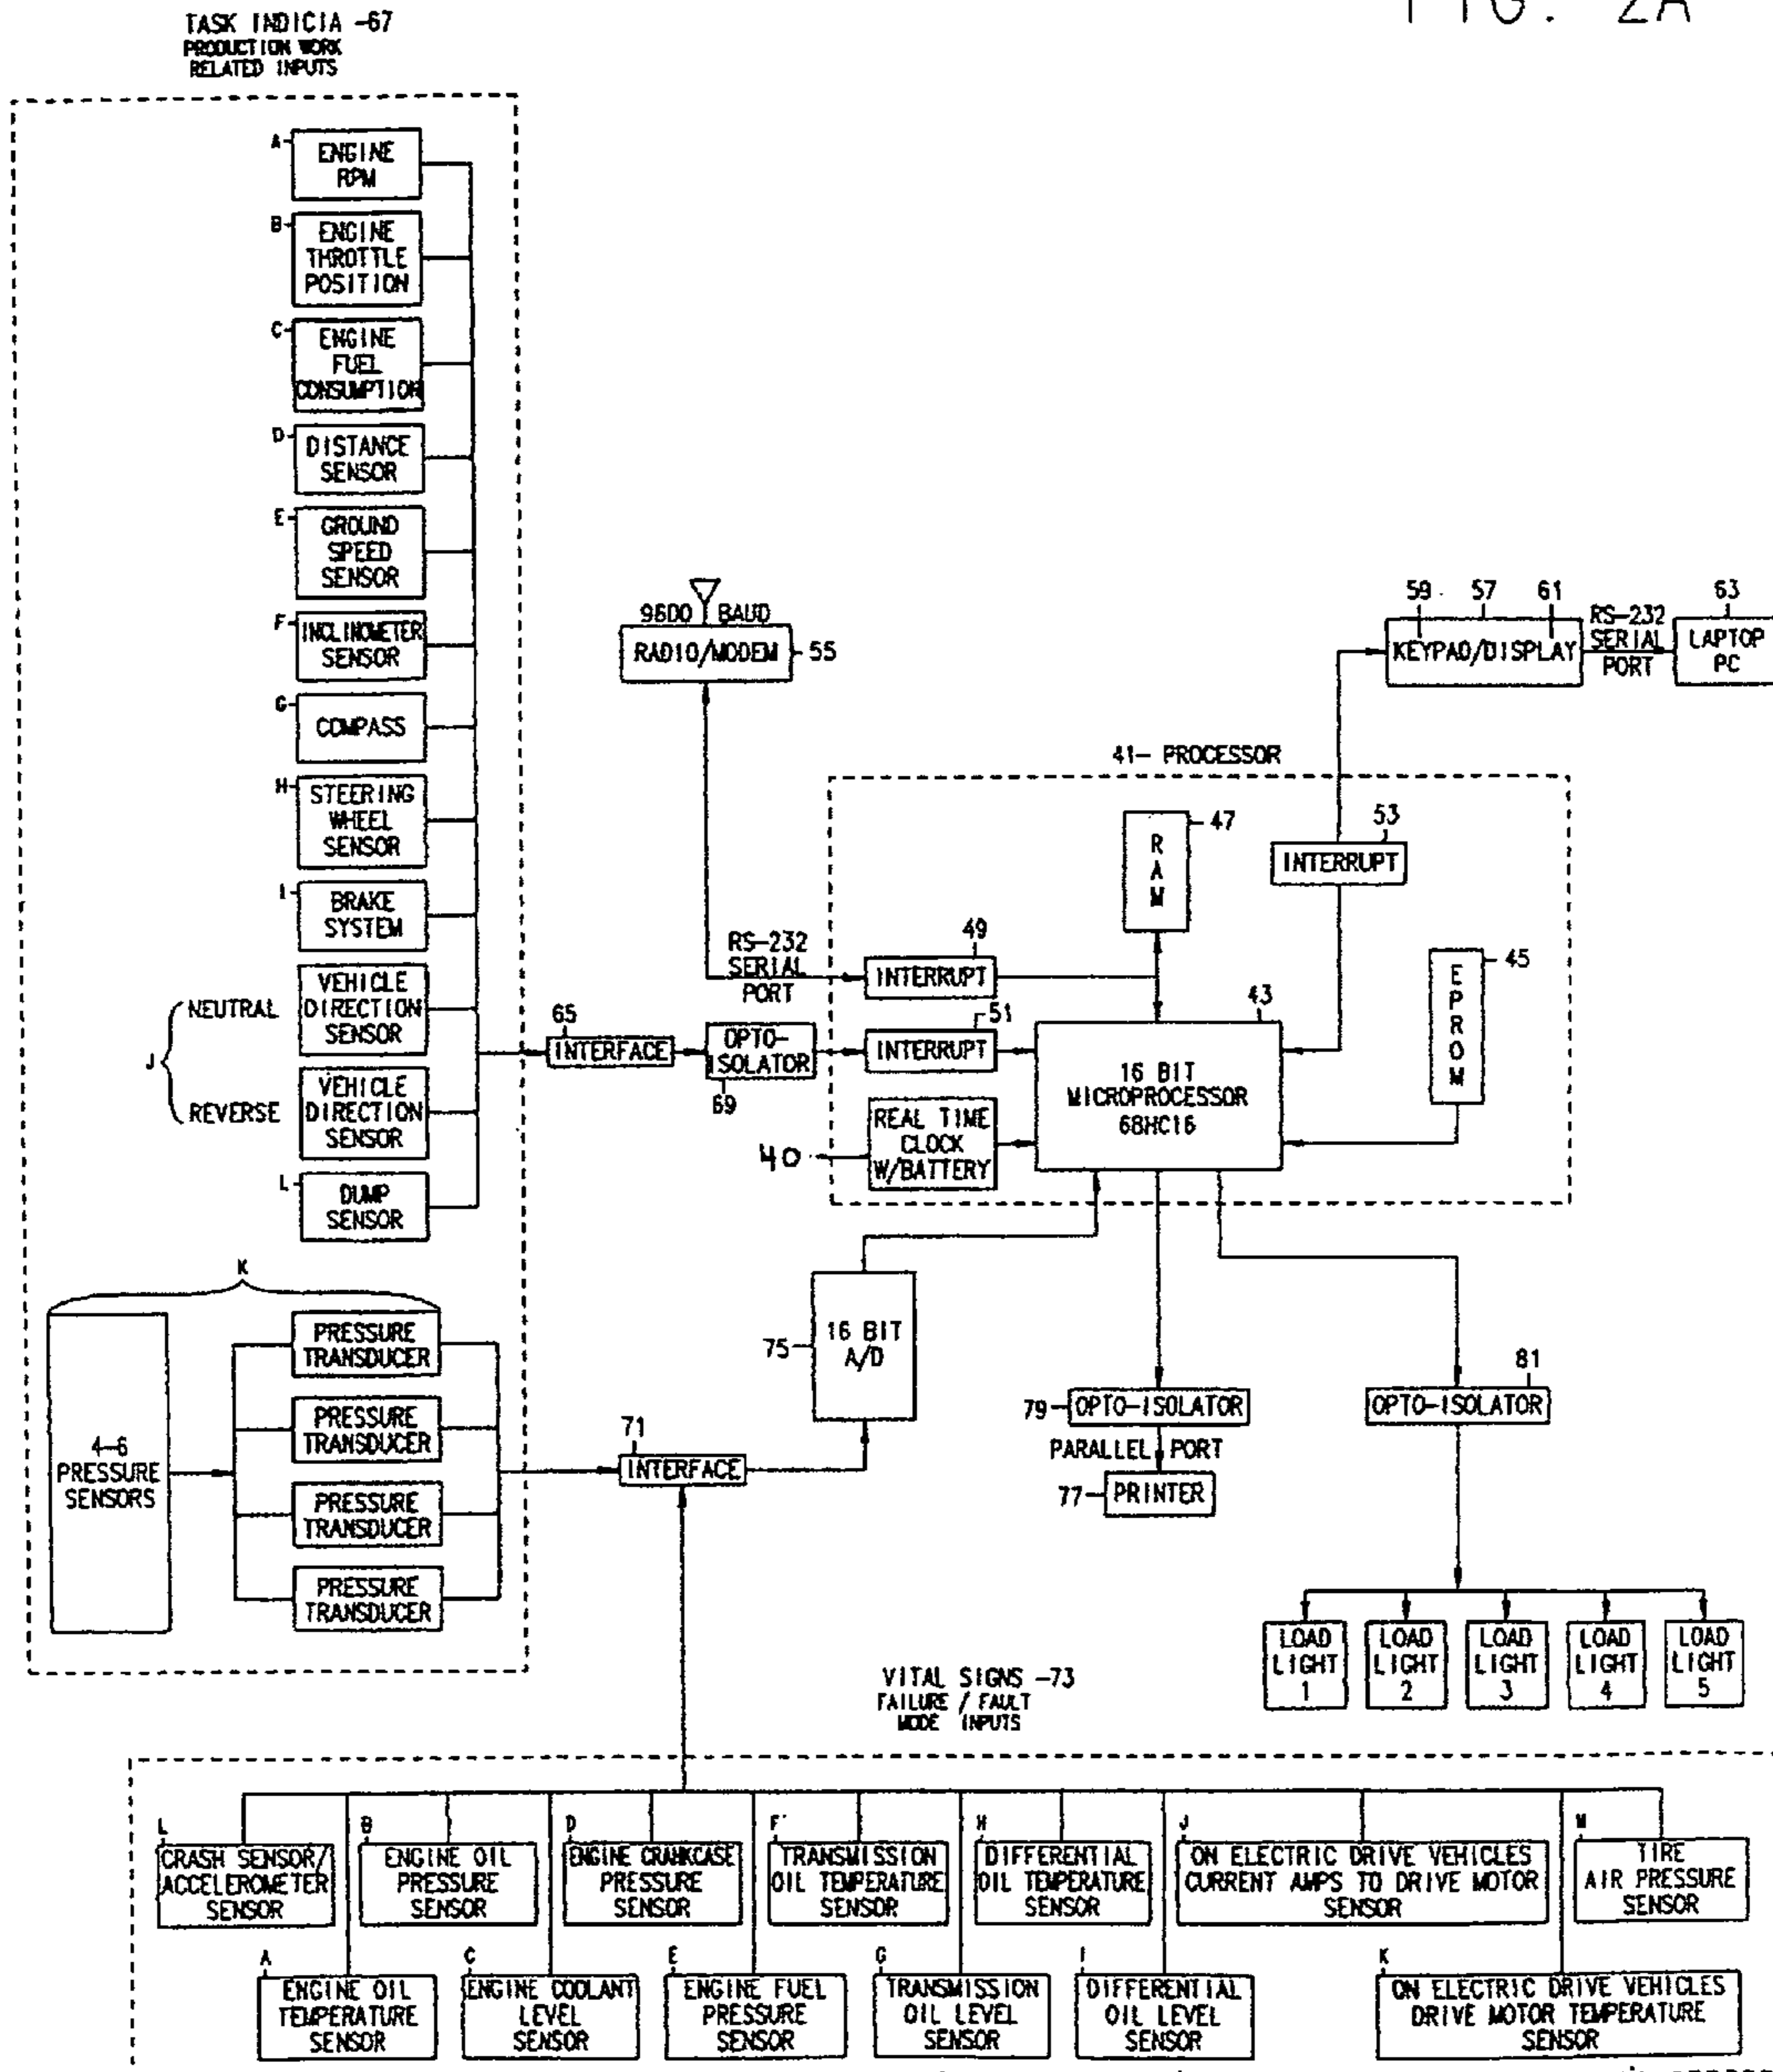 FIG. 2A
TASK INDICIA -67
PRODUCTION WORK
RELATED INPUTS
A
ENGINE
RPM
B
ENGINE
THROTTLE
POSITION
C
ENGINE
FUEL
CONSUMPTION
D
DISTANCE
SENSOR
E
GROUND
SPEED
SENSOR
F
INCLINOMETER
SENSOR
G
COMPASS
H
STEERING
WHEEL
SENSOR
I
BRAKE
SYSTEM
J
NEUTRAL
VEHICLE
DIRECTION
SENSOR
REVERSE
VEHICLE
DIRECTION
SENSOR
L
DUMP
SENSOR
K
4-6
PRESSURE
SENSORS
PRESSURE
TRANSDUCER
PRESSURE
TRANSDUCER
PRESSURE
TRANSDUCER
PRESSURE
TRANSDUCER
9600 BAUD
RADIO/MODEM
55
59
57
61
KEYPAD/DISPLAY
RS-232
SERIAL
PORT
63
LAPTOP
PC
41- PROCESSOR
RAM
47
53
INTERRUPT
RS-232
SERIAL
PORT
49
INTERRUPT
EPROM
45
65
INTERFACE
OPTO-
ISOLATOR
69
51
INTERRUPT
43
16 BIT
MICROPROCESSOR
68HC16
40
REAL TIME
CLOCK
W/BATTERY
75
16 BIT
A/D
71
INTERFACE
79
OPTO-ISOLATOR
PARALLEL PORT
77
PRINTER
81
OPTO-ISOLATOR
LOAD
LIGHT
1
LOAD
LIGHT
2
LOAD
LIGHT
3
LOAD
LIGHT
4
LOAD
LIGHT
5
VITAL SIGNS -73
FAILURE / FAULT
MODE INPUTS
L
CRASH SENSOR/
ACCELEROMETER
SENSOR
B
ENGINE OIL
PRESSURE
SENSOR
D
ENGINE CRANKCASE
PRESSURE
SENSOR
F
TRANSMISSION
OIL TEMPERATURE
SENSOR
H
DIFFERENTIAL
OIL TEMPERATURE
SENSOR
J
ON ELECTRIC DRIVE VEHICLES
CURRENT AMPS TO DRIVE MOTOR
SENSOR
M
TIRE
AIR PRESSURE
SENSOR
A
ENGINE OIL
TEMPERATURE
SENSOR
C
ENGINE COOLANT
LEVEL
SENSOR
E
ENGINE FUEL
PRESSURE
SENSOR
G
TRANSMISSION
OIL LEVEL
SENSOR
I
DIFFERENTIAL
OIL LEVEL
SENSOR
K
ON ELECTRIC DRIVE VEHICLES
DRIVE MOTOR TEMPERATURE
SENSOR